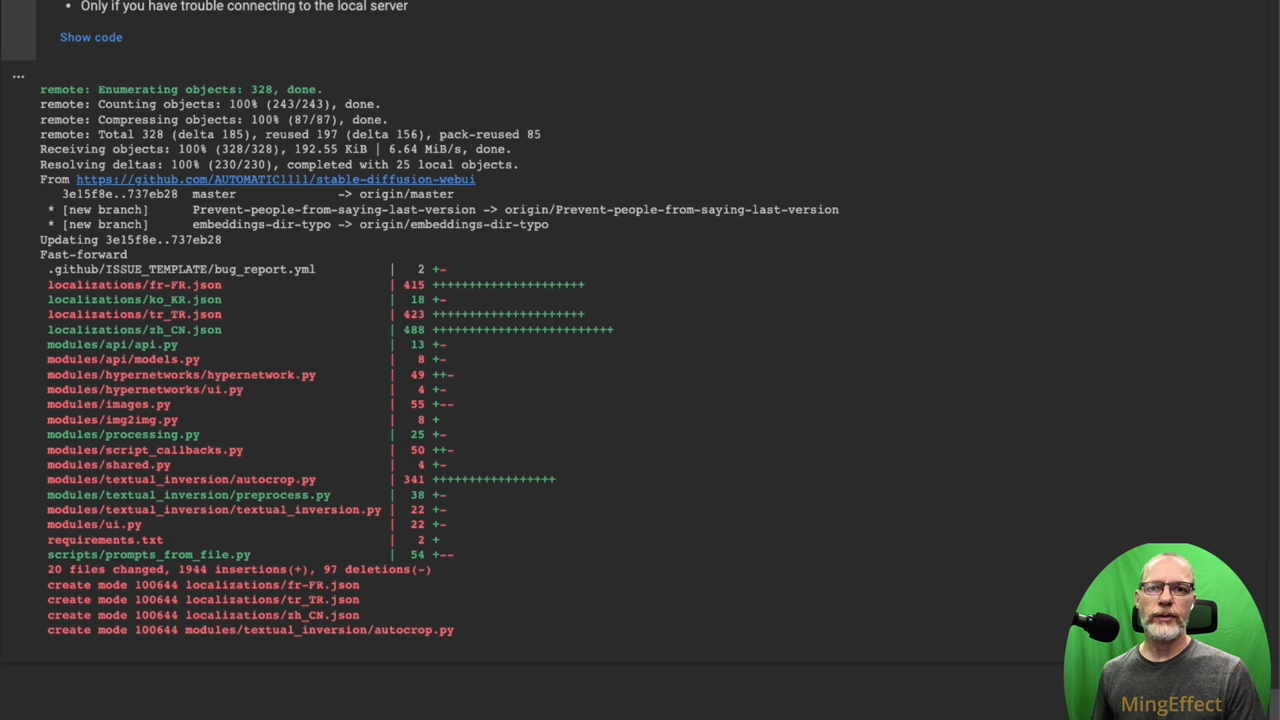 • Only if you have trouble connecting to the local server
Show code
...
remote: Enumerating objects: 328, done.
remote: Counting objects: 100% (243/243), done.
remote: Compressing objects: 100% (87/87), done.
remote: Total 328 (delta 185), reused 197 (delta 156), pack-reused 85
Receiving objects: 100% (328/328), 192.55 KiB | 6.64 MiB/s, done.
Resolving deltas: 100% (230/230), completed with 25 local objects.
From https://github.com/AUTOMATIC1111/stable-diffusion-webui
3e15f8e..737eb28 master -> origin/master
* [new branch] Prevent-people-from-saying-last-version -> origin/Prevent-people-from-saying-last-version
* [new branch] embeddings-dir-typo -> origin/embeddings-dir-typo
Updating 3e15f8e..737eb28
Fast-forward
.github/ISSUE_TEMPLATE/bug_report.yml | 2 +-
localizations/fr-FR.json | 415 +++++++++++++++++++++
localizations/ko_KR.json | 18 +-
localizations/tr_TR.json | 423 +++++++++++++++++++++
localizations/zh_CN.json | 488 +++++++++++++++++++++++++
modules/api/api.py | 13 +-
modules/api/models.py | 8 +-
modules/hypernetworks/hypernetwork.py | 49 ++-
modules/hypernetworks/ui.py | 4 +-
modules/images.py | 55 +--
modules/img2img.py | 8 +
modules/processing.py | 25 +-
modules/script_callbacks.py | 50 ++-
modules/shared.py | 4 +-
modules/textual_inversion/autocrop.py | 341 +++++++++++++++++
modules/textual_inversion/preprocess.py | 38 +-
modules/textual_inversion/textual_inversion.py | 22 +-
modules/ui.py | 22 +-
requirements.txt | 2 +
scripts/prompts_from_file.py | 54 +--
20 files changed, 1944 insertions(+), 97 deletions(-)
create mode 100644 localizations/fr-FR.json
create mode 100644 localizations/tr_TR.json
create mode 100644 localizations/zh_CN.json
create mode 100644 modules/textual_inversion/autocrop.py
MingEffect